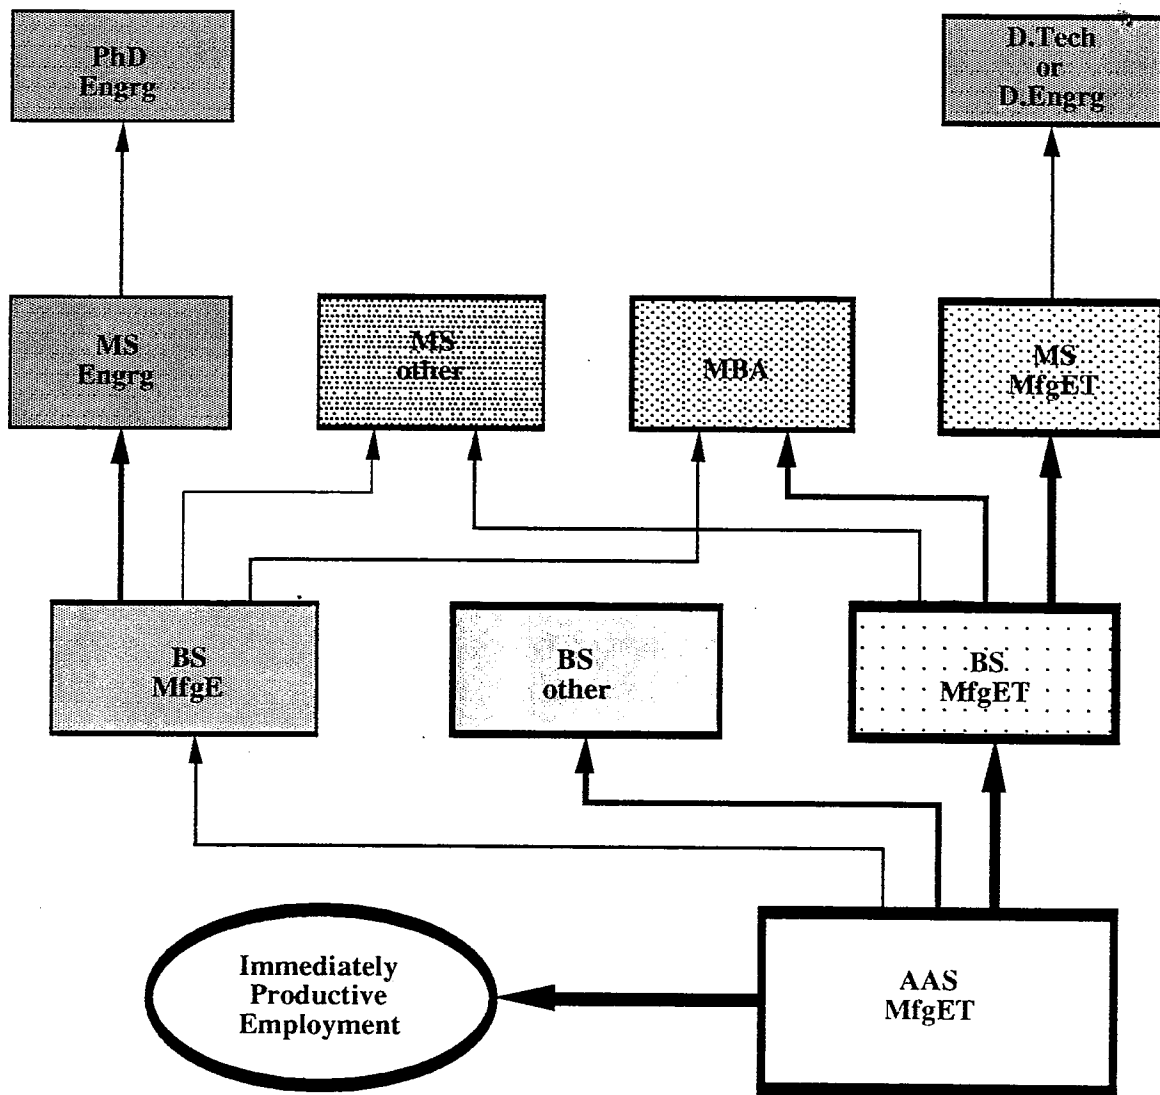 PhD
Engrg
D.Tech
or
D.Engrg
MS
Engrg
MS
other
MBA
MS
MfgET
BS
MfgE
BS
other
BS
MfgET
Immediately
Productive
Employment
AAS
MfgET